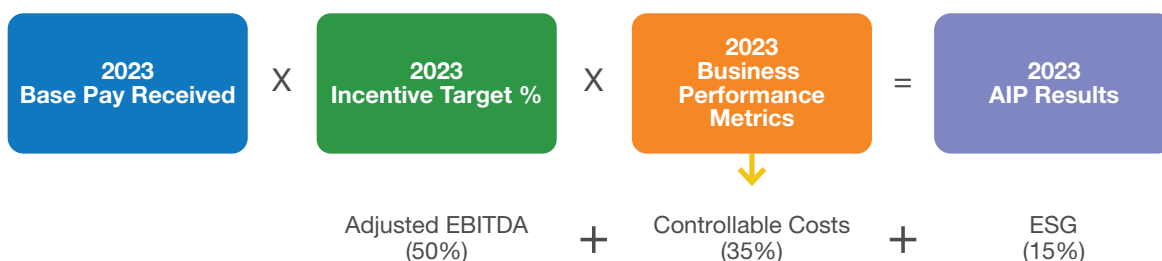 2023
Base Pay Received
X
2023
Incentive Target %
X
2023
Business
Performance
Metrics
=
2023
AIP Results
Adjusted EBITDA
(50%)
+
Controllable Costs
(35%)
+
ESG
(15%)